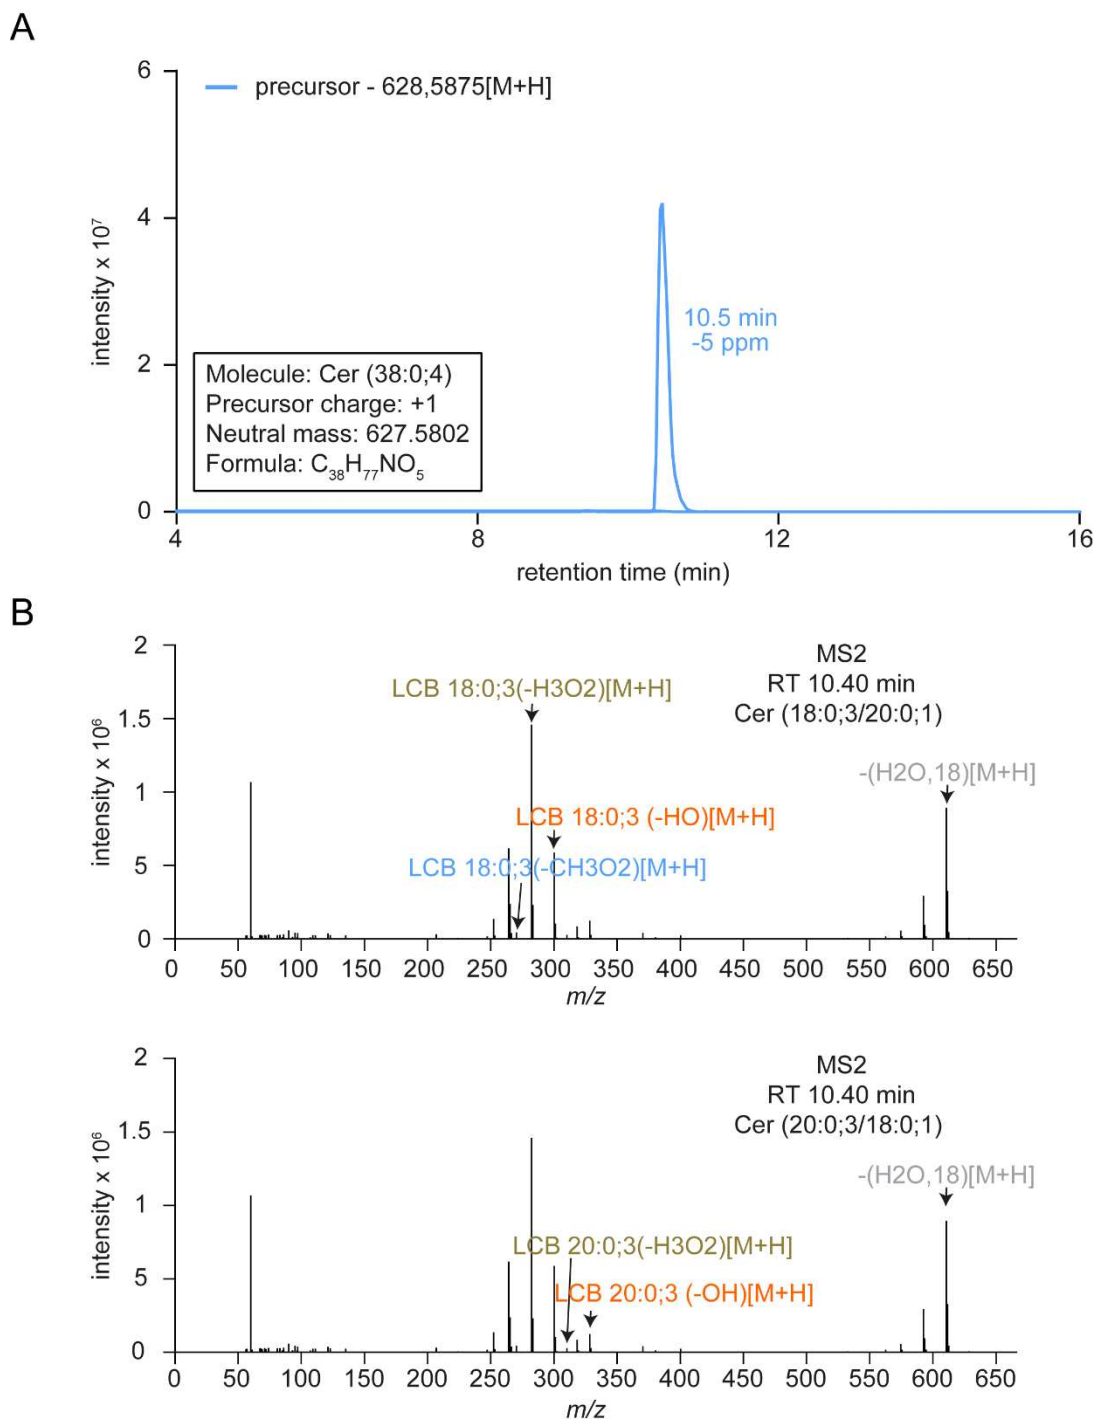 A
6
precursor - 628,5875[M+H]
4
intensity x 10⁷
10.5 min
-5 ppm
2
Molecule: Cer (38:0;4)
Precursor charge: +1
Neutral mass: 627.5802
Formula: C₃₈H₇₇NO₅
0
4 8 12 16
retention time (min)
B
2
MS2
RT 10.40 min
Cer (18:0;3/20:0;1)
LCB 18:0;3(-H3O2)[M+H]
1.5
-(H2O,18)[M+H]
intensity x 10⁶
1
LCB 18:0;3 (-HO)[M+H]
LCB 18:0;3(-CH3O2)[M+H]
5
0
0 50 100 150 200 250 300 350 400 450 500 550 600 650
m/z
2
MS2
RT 10.40 min
Cer (20:0;3/18:0;1)
1.5
-(H2O,18)[M+H]
intensity x 10⁶
1
LCB 20:0;3(-H3O2)[M+H]
LCB 20:0;3 (-OH)[M+H]
5
0
0 50 100 150 200 250 300 350 400 450 500 550 600 650
m/z